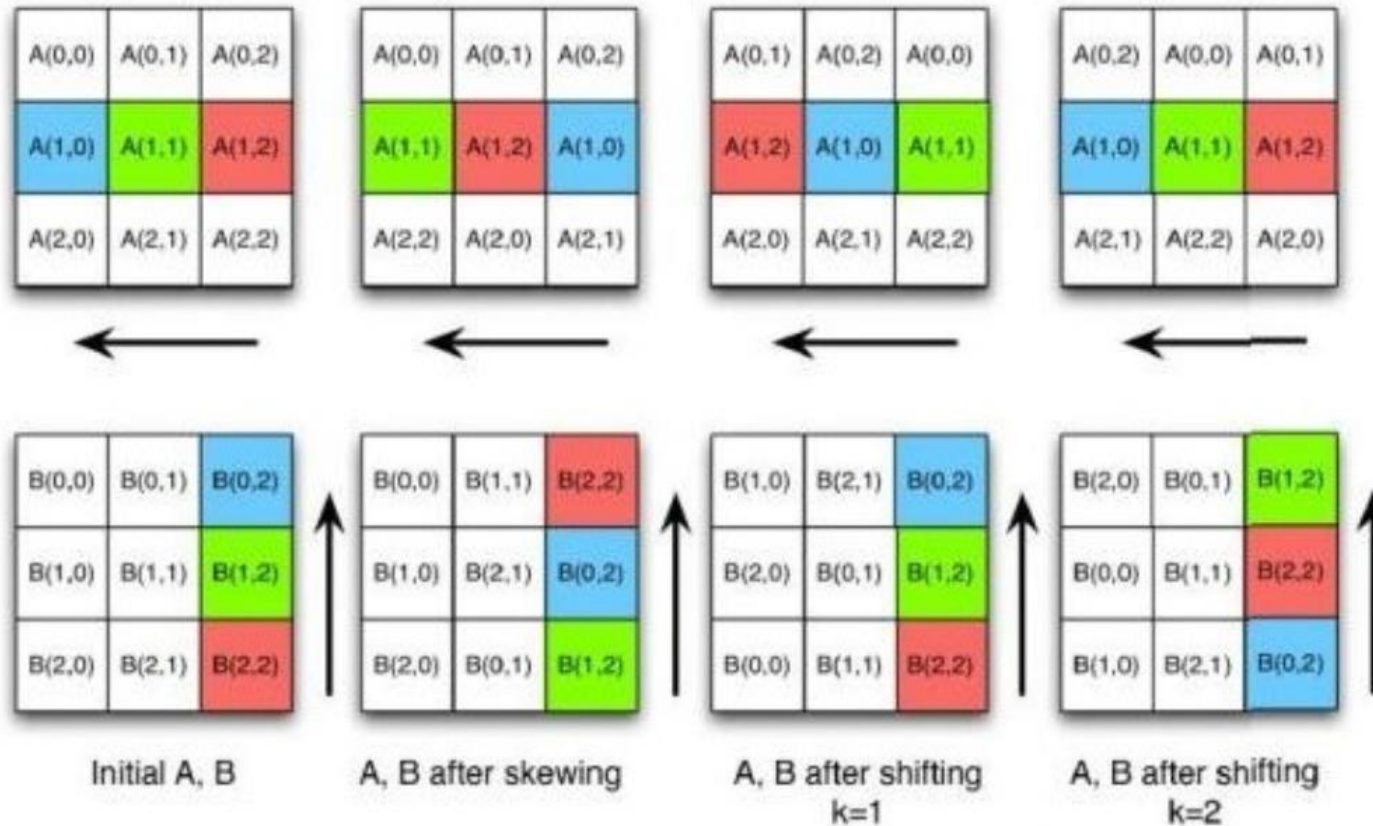 A(0,0) A(0,1) A(0,2) A(0,0) A(0,1) A(0,2) A(0,1) A(0,2) A(0,0) A(0,2) A(0,0) A(0,1)
A(1,0) A(1,1) A(1,2) A(1,1) A(1,2) A(1,0) A(1,2) A(1,0) A(1,1) A(1,0) A(1,1) A(1,2)
A(2,0) A(2,1) A(2,2) A(2,2) A(2,0) A(2,1) A(2,0) A(2,1) A(2,2) A(2,1) A(2,2) A(2,0)
B(0,0) B(0,1) B(0,2) B(0,0) B(1,1) B(2,2) B(1,0) B(2,1) B(0,2) B(2,0) B(0,1) B(1,2)
B(1,0) B(1,1) B(1,2) B(1,0) B(2,1) B(0,2) B(2,0) B(0,1) B(1,2) B(0,0) B(1,1) B(2,2)
B(2,0) B(2,1) B(2,2) B(2,0) B(0,1) B(1,2) B(0,0) B(1,1) B(2,2) B(1,0) B(2,1) B(0,2)
Initial A, B A, B after skewing A, B after shifting A, B after shifting
k=1 k=2